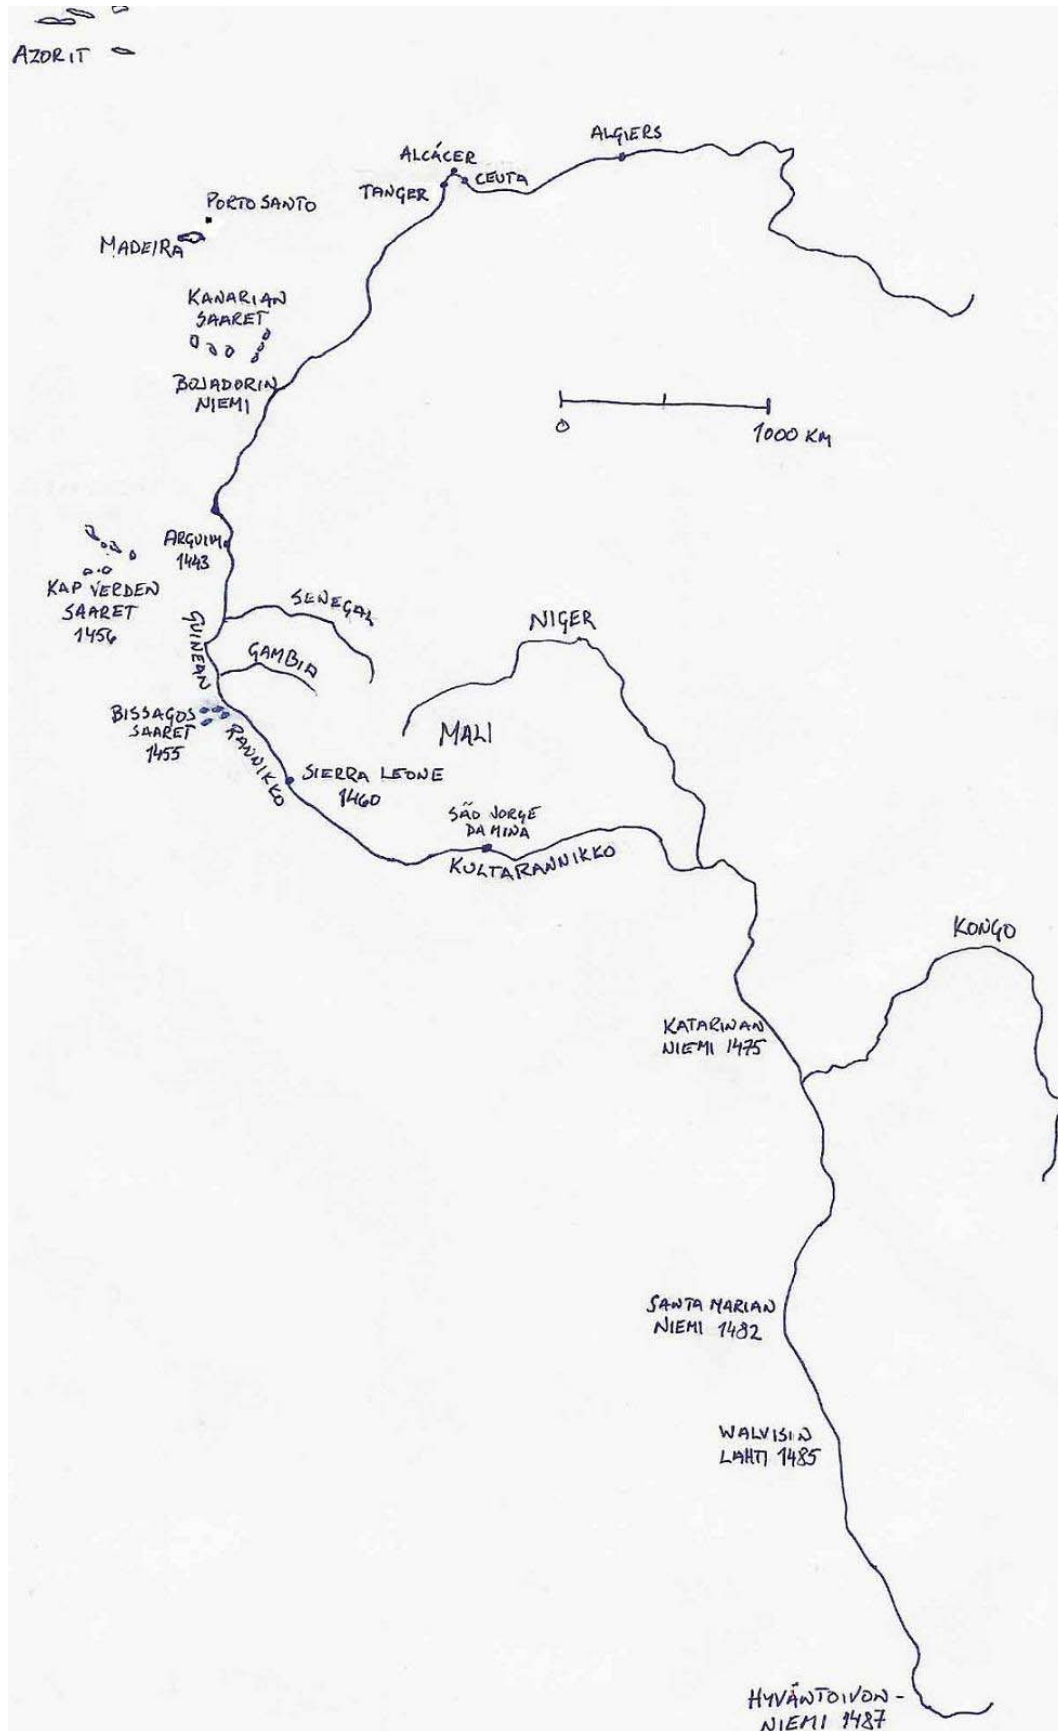 AZORIT
ALGIERS
ALCÁCER
TANGER
CEUTA
PORTO SANTO
MADEIRA
KANARIAN
SAARET
BOJADORIN
NIEMI
0
1000 KM
ARGUIM
1443
KAP VERDEN
SAARET
1456
SENEGAL
NIGER
GUINEAN
RANNIKKO
GAMBIA
BISSAGOS
SAARET
1455
MALI
SIERRA LEONE
1460
SÃO JORGE
DA MINA
KULTARANNIKKO
KONGO
KATARINAN
NIEMI 1475
SANTA MARIAN
NIEMI 1482
WALVISIN
LAHTI 1485
HYVÄNTOIVON-
NIEMI 1487